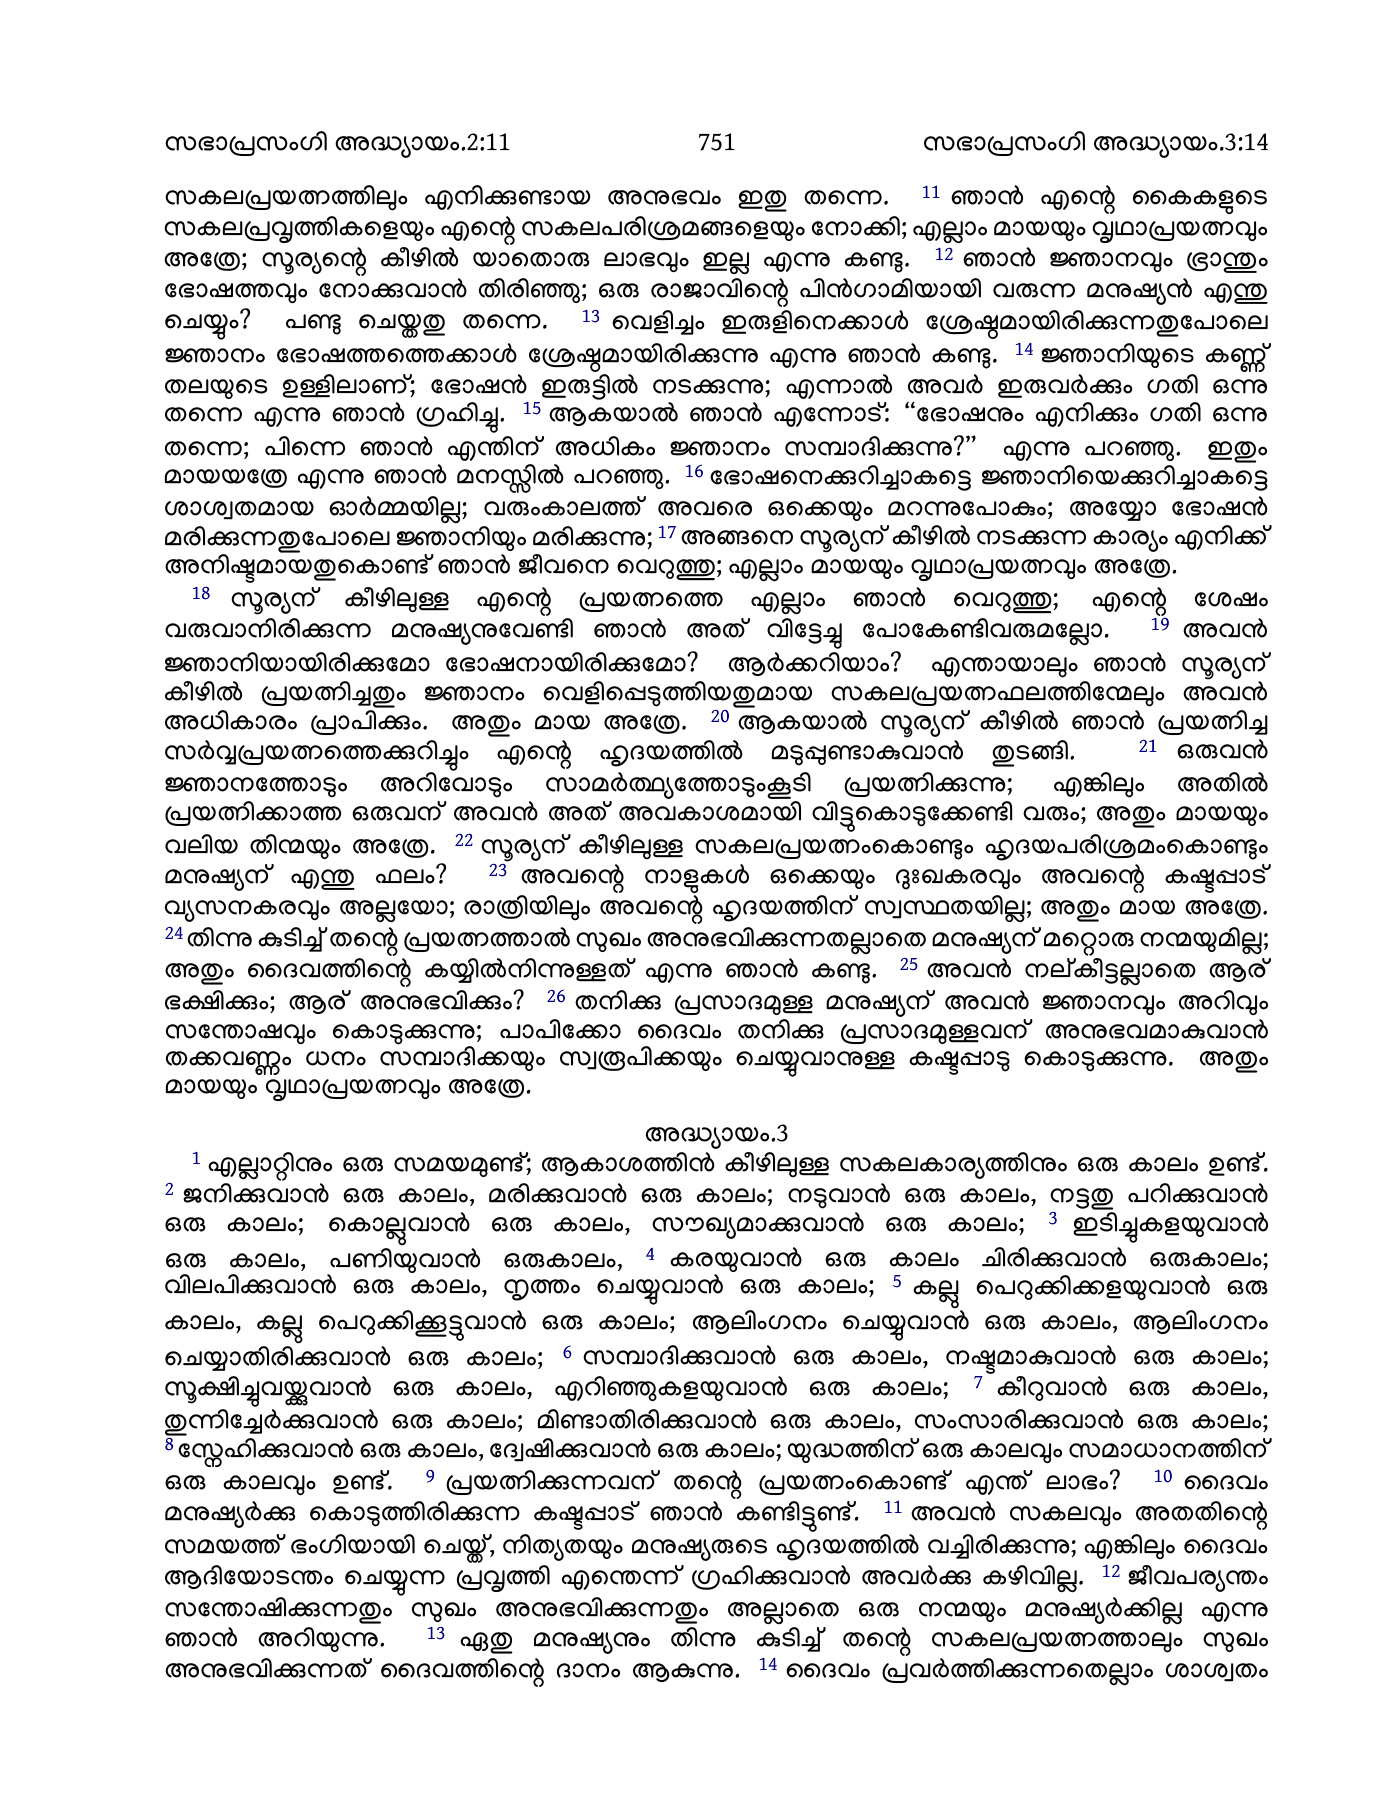 സഭാപ്രസംഗി അദ്ധ്യായം.2:11 751 സഭാപ്രസംഗി അദ്ധ്യായം.3:14
സകലപ്രയത്നത്തിലും എനിക്കുണ്ടായ അനുഭവം ഇതു തന്നെ. 11 ഞാൻ എന്റെ കൈകളുടെ
സകലപ്രവൃത്തികളെയും എന്റെ സകലപരിശ്രമങ്ങളെയും നോക്കി; എല്ലാം മായയും വൃഥാപ്രയത്നവും
അത്രേ; സൂര്യന്റെ കീഴിൽ യാതൊരു ലാഭവും ഇല്ല എന്നു കണ്ടു. 12 ഞാൻ ജ്ഞാനവും ഭ്രാന്തും
ഭോഷത്തവും നോക്കുവാൻ തിരിഞ്ഞു; ഒരു രാജാവിന്റെ പിൻഗാമിയായി വരുന്ന മനുഷ്യൻ എന്തു
ചെയ്യും? പണ്ടു ചെയ്തതു തന്നെ. 13 വെളിച്ചം ഇരുളിനെക്കാൾ ശ്രേഷ്ഠമായിരിക്കുന്നതുപോലെ
ജ്ഞാനം ഭോഷത്തത്തെക്കാൾ ശ്രേഷ്ഠമായിരിക്കുന്നു എന്നു ഞാൻ കണ്ടു. 14 ജ്ഞാനിയുടെ കണ്ണ്
തലയുടെ ഉള്ളിലാണ്; ഭോഷൻ ഇരുട്ടിൽ നടക്കുന്നു; എന്നാൽ അവർ ഇരുവർക്കും ഗതി ഒന്നു
തന്നെ എന്നു ഞാൻ ഗ്രഹിച്ചു. 15 ആകയാൽ ഞാൻ എന്നോട്: “ഭോഷനും എനിക്കും ഗതി ഒന്നു
തന്നെ; പിന്നെ ഞാൻ എന്തിന് അധികം ജ്ഞാനം സമ്പാദിക്കുന്നു?” എന്നു പറഞ്ഞു. ഇതും
മായയത്രേ എന്നു ഞാൻ മനസ്സിൽ പറഞ്ഞു. 16 ഭോഷനെക്കുറിച്ചാകട്ടെ ജ്ഞാനിയെക്കുറിച്ചാകട്ടെ
ശാശ്വതമായ ഓർമ്മയില്ല; വരുംകാലത്ത് അവരെ ഒക്കെയും മറന്നുപോകും; അയ്യോ ഭോഷൻ
മരിക്കുന്നതുപോലെ ജ്ഞാനിയും മരിക്കുന്നു; 17 അങ്ങനെ സൂര്യന് കീഴിൽ നടക്കുന്ന കാര്യം എനിക്ക്
അനിഷ്ടമായതുകൊണ്ട് ഞാൻ ജീവനെ വെറുത്തു; എല്ലാം മായയും വൃഥാപ്രയത്നവും അത്രേ.
18 സൂര്യന് കീഴിലുള്ള എന്റെ പ്രയത്നത്തെ എല്ലാം ഞാൻ വെറുത്തു; എന്റെ ശേഷം
വരുവാനിരിക്കുന്ന മനുഷ്യനുവേണ്ടി ഞാൻ അത് വിട്ടേച്ചു പോകേണ്ടിവരുമല്ലോ. 19 അവൻ
ജ്ഞാനിയായിരിക്കുമോ ഭോഷനായിരിക്കുമോ? ആർക്കറിയാം? എന്തായാലും ഞാൻ സൂര്യന്
കീഴിൽ പ്രയത്നിച്ചതും ജ്ഞാനം വെളിപ്പെടുത്തിയതുമായ സകലപ്രയത്നഫലത്തിന്മേലും അവൻ
അധികാരം പ്രാപിക്കും. അതും മായ അത്രേ. 20 ആകയാൽ സൂര്യന് കീഴിൽ ഞാൻ പ്രയത്നിച്ച
സർവ്വപ്രയത്നത്തെക്കുറിച്ചും എന്റെ ഹൃദയത്തിൽ മടുപ്പുണ്ടാകുവാൻ തുടങ്ങി. 21 ഒരുവൻ
ജ്ഞാനത്തോടും അറിവോടും സാമർത്ഥ്യത്തോടുംകൂടി പ്രയത്നിക്കുന്നു; എങ്കിലും അതിൽ
പ്രയത്നിക്കാത്ത ഒരുവന് അവൻ അത് അവകാശമായി വിട്ടുകൊടുക്കേണ്ടി വരും; അതും മായയും
വലിയ തിന്മയും അത്രേ. 22 സൂര്യന് കീഴിലുള്ള സകലപ്രയത്നംകൊണ്ടും ഹൃദയപരിശ്രമംകൊണ്ടും
മനുഷ്യന് എന്തു ഫലം? 23 അവന്റെ നാളുകൾ ഒക്കെയും ദുഃഖകരവും അവന്റെ കഷ്ടപ്പാട്
വ്യസനകരവും അല്ലയോ; രാത്രിയിലും അവന്റെ ഹൃദയത്തിന് സ്വസ്ഥതയില്ല; അതും മായ അത്രേ.
24 തിന്നു കുടിച്ച് തന്റെ പ്രയത്നത്താൽ സുഖം അനുഭവിക്കുന്നതല്ലാതെ മനുഷ്യന് മറ്റൊരു നന്മയുമില്ല;
അതും ദൈവത്തിന്റെ കയ്യിൽനിന്നുള്ളത് എന്നു ഞാൻ കണ്ടു. 25 അവൻ നല്കീട്ടല്ലാതെ ആര്
ഭക്ഷിക്കും; ആര് അനുഭവിക്കും? 26 തനിക്കു പ്രസാദമുള്ള മനുഷ്യന് അവൻ ജ്ഞാനവും അറിവും
സന്തോഷവും കൊടുക്കുന്നു; പാപിക്കോ ദൈവം തനിക്കു പ്രസാദമുള്ളവന് അനുഭവമാകുവാൻ
തക്കവണ്ണം ധനം സമ്പാദിക്കയും സ്വരൂപിക്കയും ചെയ്യുവാനുള്ള കഷ്ടപ്പാടു കൊടുക്കുന്നു. അതും
മായയും വൃഥാപ്രയത്നവും അത്രേ.
അദ്ധ്യായം.3
1 എല്ലാറ്റിനും ഒരു സമയമുണ്ട്; ആകാശത്തിൻ കീഴിലുള്ള സകലകാര്യത്തിനും ഒരു കാലം ഉണ്ട്.
2 ജനിക്കുവാൻ ഒരു കാലം, മരിക്കുവാൻ ഒരു കാലം; നടുവാൻ ഒരു കാലം, നട്ടതു പറിക്കുവാൻ
ഒരു കാലം; കൊല്ലുവാൻ ഒരു കാലം, സൗഖ്യമാക്കുവാൻ ഒരു കാലം; 3 ഇടിച്ചുകളയുവാൻ
ഒരു കാലം, പണിയുവാൻ ഒരുകാലം, 4 കരയുവാൻ ഒരു കാലം ചിരിക്കുവാൻ ഒരുകാലം;
വിലപിക്കുവാൻ ഒരു കാലം, നൃത്തം ചെയ്യുവാൻ ഒരു കാലം; 5 കല്ലു പെറുക്കിക്കളയുവാൻ ഒരു
കാലം, കല്ലു പെറുക്കിക്കൂട്ടുവാൻ ഒരു കാലം; ആലിംഗനം ചെയ്യുവാൻ ഒരു കാലം, ആലിംഗനം
ചെയ്യാതിരിക്കുവാൻ ഒരു കാലം; 6 സമ്പാദിക്കുവാൻ ഒരു കാലം, നഷ്ടമാകുവാൻ ഒരു കാലം;
സൂക്ഷിച്ചുവയ്ക്കുവാൻ ഒരു കാലം, എറിഞ്ഞുകളയുവാൻ ഒരു കാലം; 7 കീറുവാൻ ഒരു കാലം,
തുന്നിച്ചേർക്കുവാൻ ഒരു കാലം; മിണ്ടാതിരിക്കുവാൻ ഒരു കാലം, സംസാരിക്കുവാൻ ഒരു കാലം;
8 സ്നേഹിക്കുവാൻ ഒരു കാലം, ദ്വേഷിക്കുവാൻ ഒരു കാലം; യുദ്ധത്തിന് ഒരു കാലവും സമാധാനത്തിന്
ഒരു കാലവും ഉണ്ട്. 9 പ്രയത്നിക്കുന്നവന് തന്റെ പ്രയത്നംകൊണ്ട് എന്ത് ലാഭം? 10 ദൈവം
മനുഷ്യർക്കു കൊടുത്തിരിക്കുന്ന കഷ്ടപ്പാട് ഞാൻ കണ്ടിട്ടുണ്ട്. 11 അവൻ സകലവും അതതിന്റെ
സമയത്ത് ഭംഗിയായി ചെയ്ത്, നിത്യതയും മനുഷ്യരുടെ ഹൃദയത്തിൽ വച്ചിരിക്കുന്നു; എങ്കിലും ദൈവം
ആദിയോടന്തം ചെയ്യുന്ന പ്രവൃത്തി എന്തെന്ന് ഗ്രഹിക്കുവാൻ അവർക്കു കഴിവില്ല. 12 ജീവപര്യന്തം
സന്തോഷിക്കുന്നതും സുഖം അനുഭവിക്കുന്നതും അല്ലാതെ ഒരു നന്മയും മനുഷ്യർക്കില്ല എന്നു
ഞാൻ അറിയുന്നു. 13 ഏതു മനുഷ്യനും തിന്നു കുടിച്ച് തന്റെ സകലപ്രയത്നത്താലും സുഖം
അനുഭവിക്കുന്നത് ദൈവത്തിന്റെ ദാനം ആകുന്നു. 14 ദൈവം പ്രവർത്തിക്കുന്നതെല്ലാം ശാശ്വതം